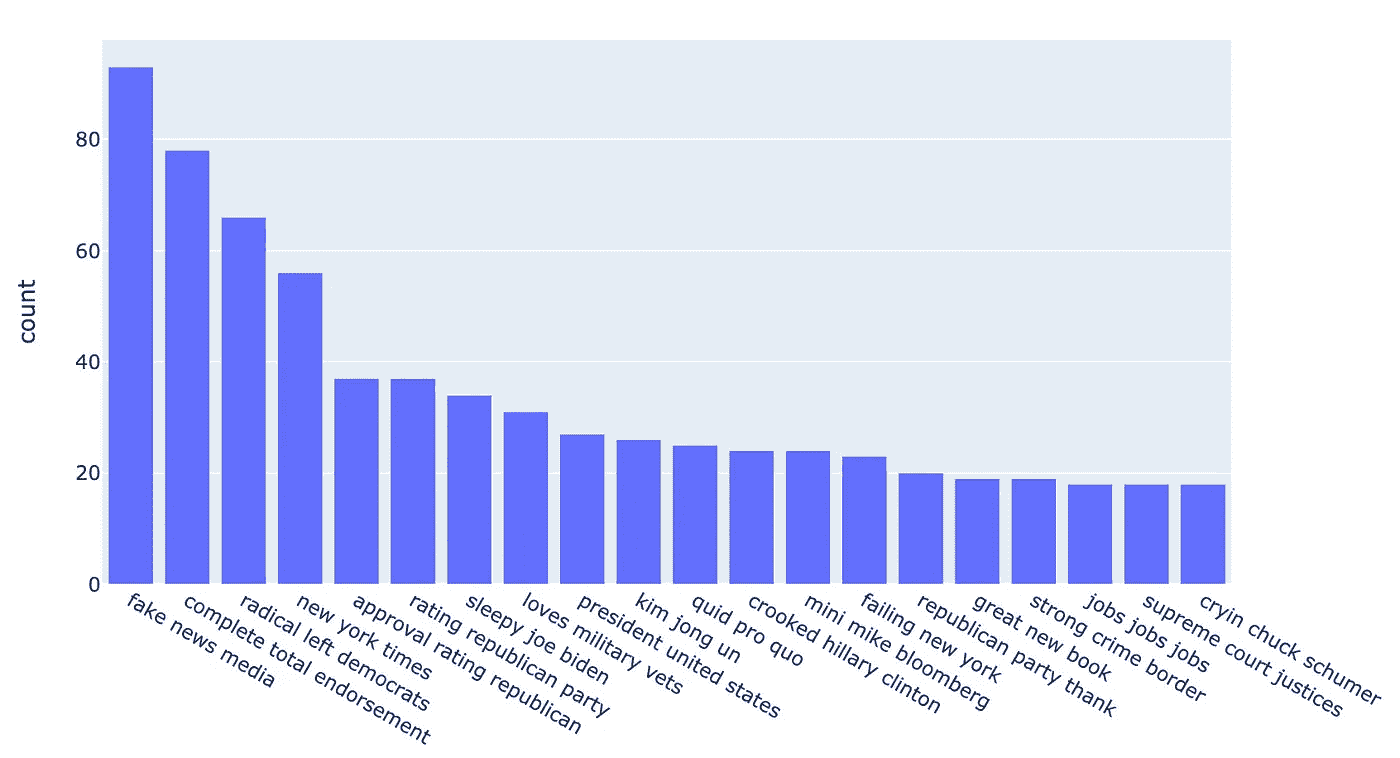 count
80
60
40
20
0
fake news media
complete total endorsement
radical left democrats
new york times
approval rating republican
rating republican party
sleepy joe biden
loves military vets
president united states
kim jong un
quid pro quo
crooked hillary clinton
mini mike bloomberg
failing new york
republican party thank
great new book
strong crime border
jobs jobs jobs
supreme court justices
cryin chuck schumer